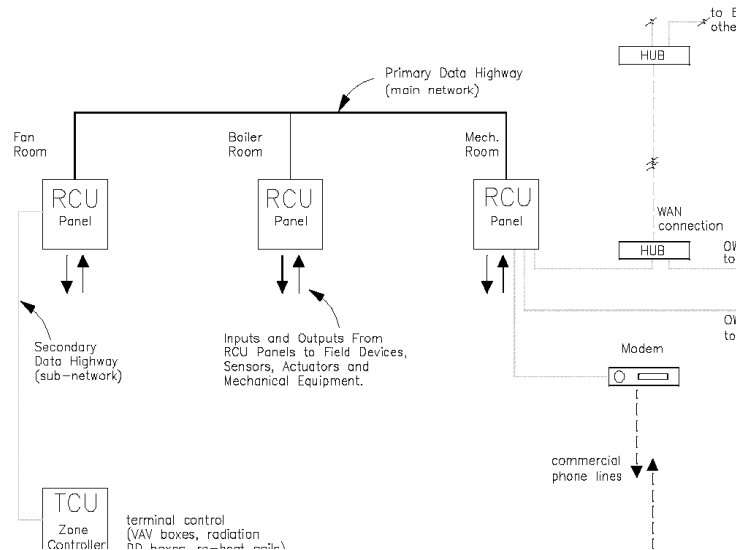 to
othe
HUB
Primary Data Highway
(main network)
Fan
Room
Boiler
Room
Mech.
Room
RCU
Panel
RCU
Panel
RCU
Panel
WAN
connection
HUB
to
to
Secondary
Data Highway
(sub-network)
Inputs and Outputs From
RCU Panels to Field Devices,
Sensors, Actuators and
Mechanical Equipment.
Modem
commercial
phone lines
TCU
Zone
Controller
terminal control
(VAV boxes, radiation